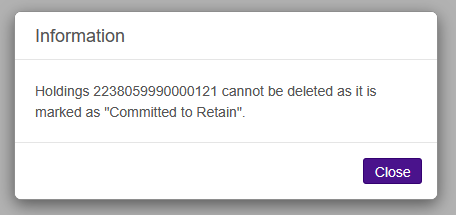 Information
Holdings 2238059990000121 cannot be deleted as it is
marked as "Committed to Retain".
Close